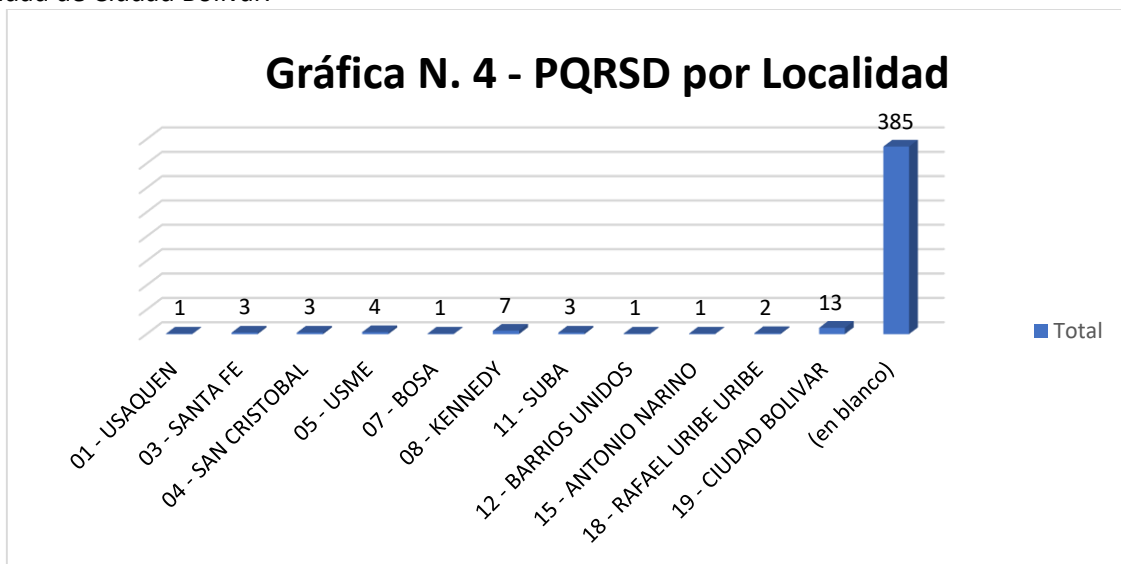 Gráfica N. 4 - PQRSD por Localidad
385
1
3
3
4
1
7
3
1
1
2
13
Total
01 - USAQUEN
03 - SANTA FE
04 - SAN CRISTOBAL
05 - USME
07 - BOSA
08 - KENNEDY
11 - SUBA
12 - BARRIOS UNIDOS
15 - ANTONIO NARINO
18 - RAFAEL URIBE URIBE
19 - CIUDAD BOLIVAR
(en blanco)